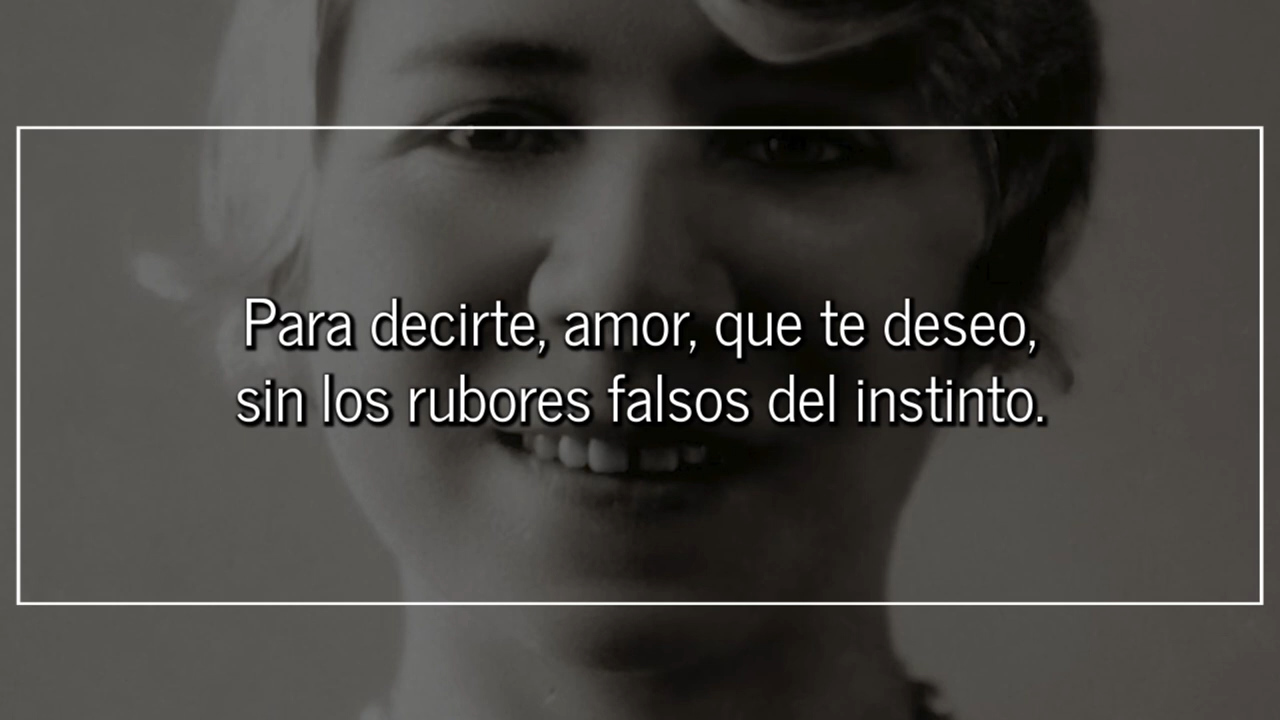 Para decirte, amor, que te deseo,
sin los rubores falsos del instinto.